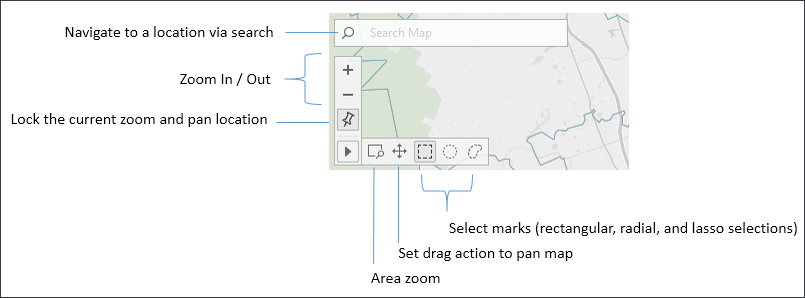 Navigate to a location via search
Search Map
Zoom In / Out
Lock the current zoom and pan location
Select marks (rectangular, radial, and lasso selections)
Set drag action to pan map
Area zoom